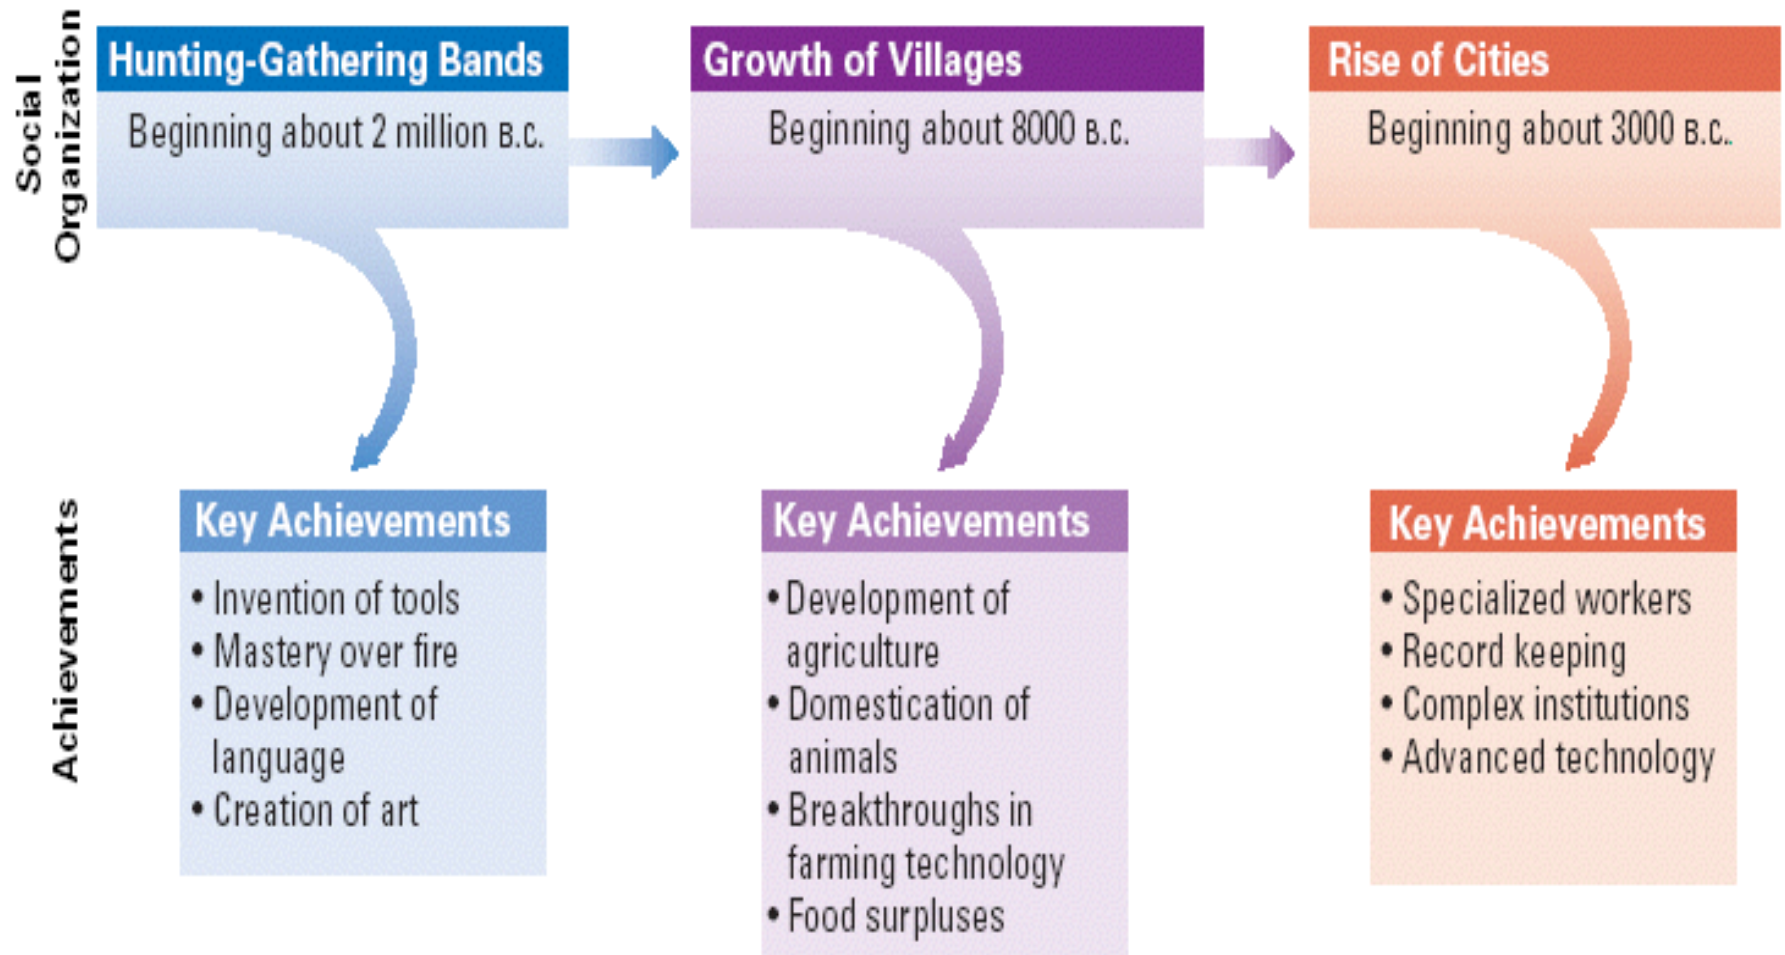 Social
Organization
Hunting-Gathering Bands
Beginning about 2 million B.C.
Growth of Villages
Beginning about 8000 B.C.
Rise of Cities
Beginning about 3000 B.C..
Achievements
Key Achievements
• Invention of tools
• Mastery over fire
• Development of
language
• Creation of art
Key Achievements
• Development of
agriculture
• Domestication of
animals
• Breakthroughs in
farming technology
• Food surpluses
Key Achievements
• Specialized workers
• Record keeping
• Complex institutions
• Advanced technology